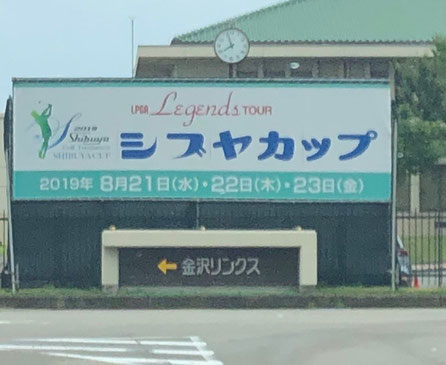 LPGA Legends TOUR
2019
Shibuya
SHIBUYA CUP
シブヤカップ
2019年 8月21日(水)・22日(木)・23日(金)
← 金沢リンクス